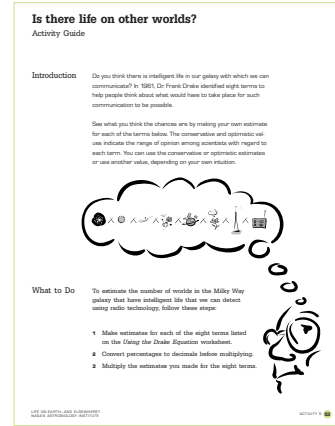 Is there life on other worlds?
Activity Guide
Introduction
Do you think there is intelligent life in our galaxy with which we can
communicate? In 1961, Dr. Frank Drake identified eight terms to
help people think about what would have to take place for such
communication to be possible.
See what you think the chances are by making your own estimate
for each of the terms below. The conservative and optimistic val-
ues indicate the range of opinion among scientists with regard to
each term. You can use the conservative or optimistic estimates
or use another value, depending on your own intuition.
What to Do
To estimate the number of worlds in the Milky Way
galaxy that have intelligent life that we can detect
using radio technology, follow these steps:
1 Make estimates for each of the eight terms listed
on the Using the Drake Equation worksheet.
2 Convert percentages to decimals before multiplying.
3 Multiply the estimates you made for the eight terms.
LIFE ON EARTH…AND ELSEWHERE?
NASA'S ASTROBIOLOGY INSTITUTE
ACTIVITY 5